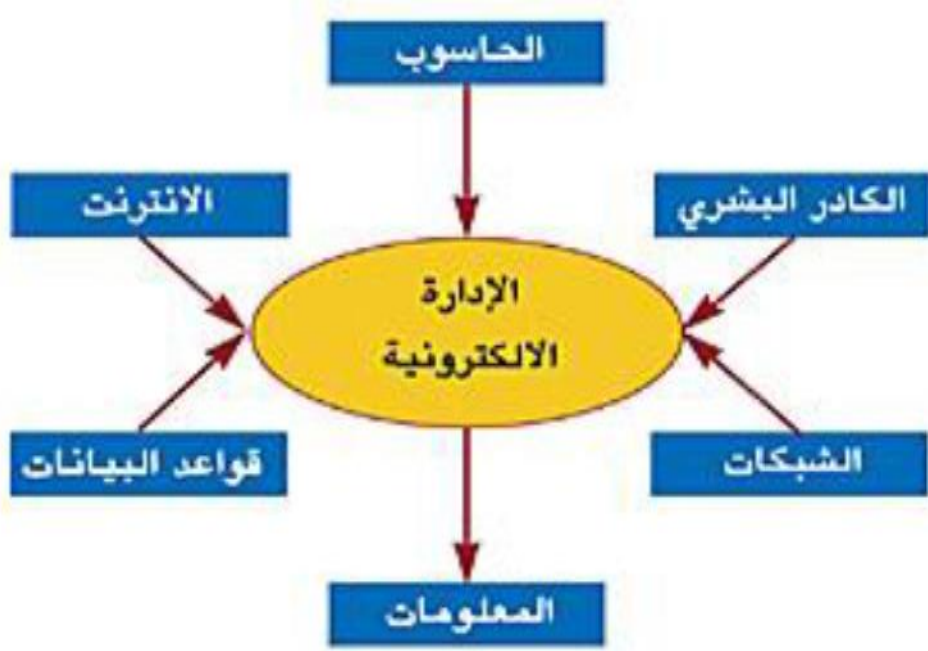 الحاسوب
الكادر البشري
الانترنت
الإدارة
الالكترونية
الشبكات
قواعد البيانات
المعلومات